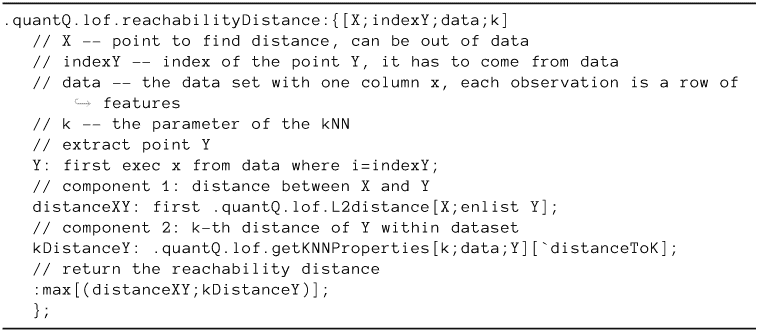 .quantQ.lof.reachabilityDistance:{[X;indexY;data;k]
// X -- point to find distance, can be out of data
// indexY -- index of the point Y, it has to come from data
// data -- the data set with one column x, each observation is a row of
↪ features
// k -- the parameter of the kNN
// extract point Y
Y: first exec x from data where i=indexY;
// component 1: distance between X and Y
distanceXY: first .quantQ.lof.L2distance[X;enlist Y];
// component 2: k-th distance of Y within dataset
kDistanceY: .quantQ.lof.getKNNProperties[k;data;Y][`distanceToK];
// return the reachability distance
:max[(distanceXY;kDistanceY)];
};